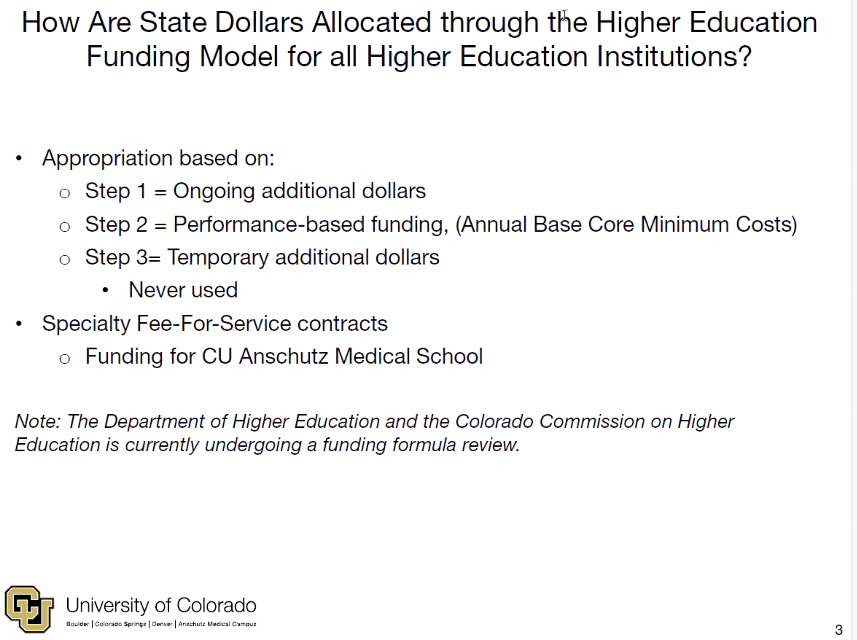 How Are State Dollars Allocated through the Higher Education
Funding Model for all Higher Education Institutions?
• Appropriation based on:
o Step 1 = Ongoing additional dollars
o Step 2 = Performance-based funding, (Annual Base Core Minimum Costs)
o Step 3= Temporary additional dollars
• Never used
• Specialty Fee-For-Service contracts
o Funding for CU Anschutz Medical School
Note: The Department of Higher Education and the Colorado Commission on Higher
Education is currently undergoing a funding formula review.
CU
University of Colorado
Boulder | Colorado Springs | Denver | Anschutz Medical Campus
3